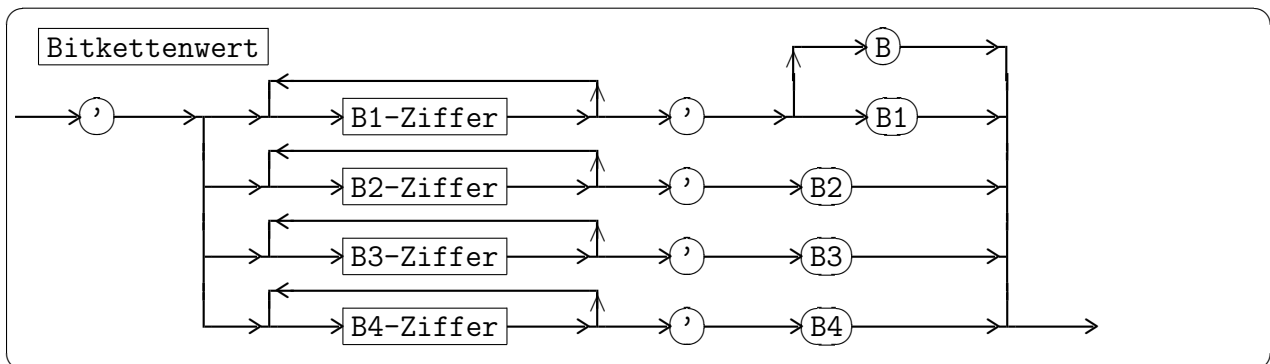 Bitkettenwert
B
’ B1-Ziffer ’ B1
B2-Ziffer ’ B2
B3-Ziffer ’ B3
B4-Ziffer ’ B4